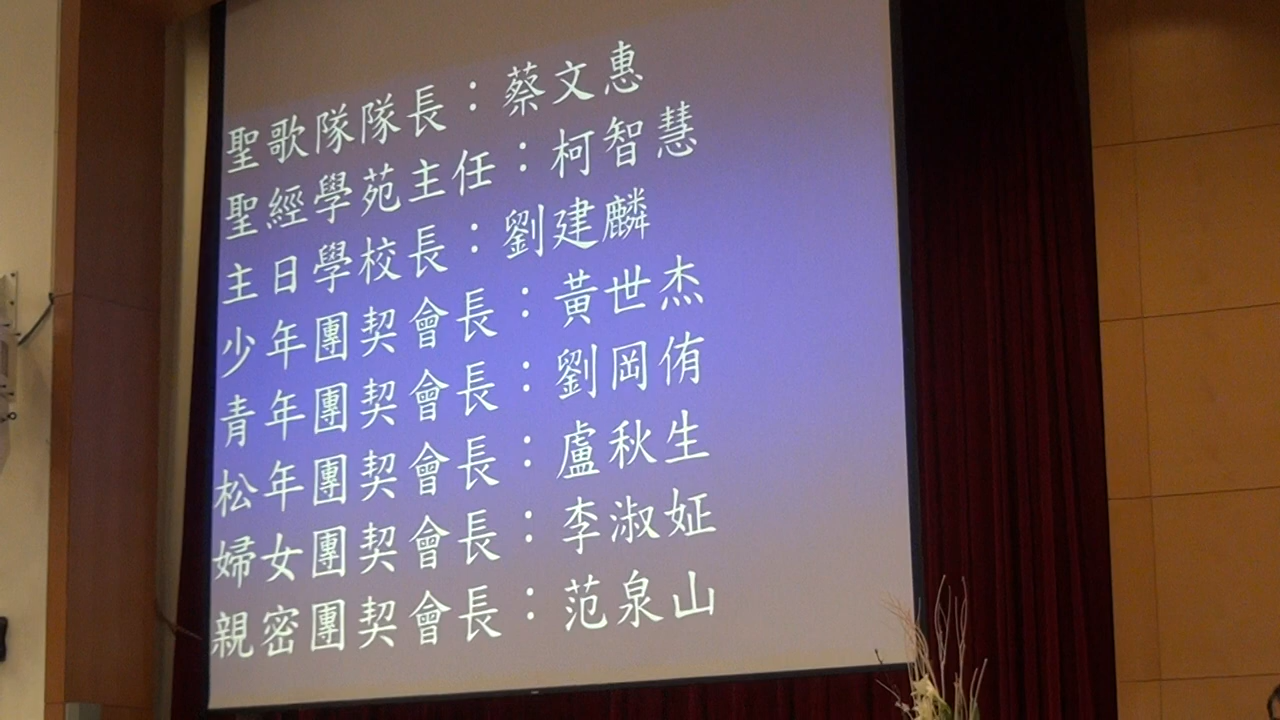 聖歌隊隊長：蔡文惠
聖經學苑主任：柯智慧
主日學校長：劉建麟
少年團契會長：黃世杰
青年團契會長：劉岡侑
松年團契會長：盧秋生
婦女團契會長：李淑姃
親密團契會長：范泉山